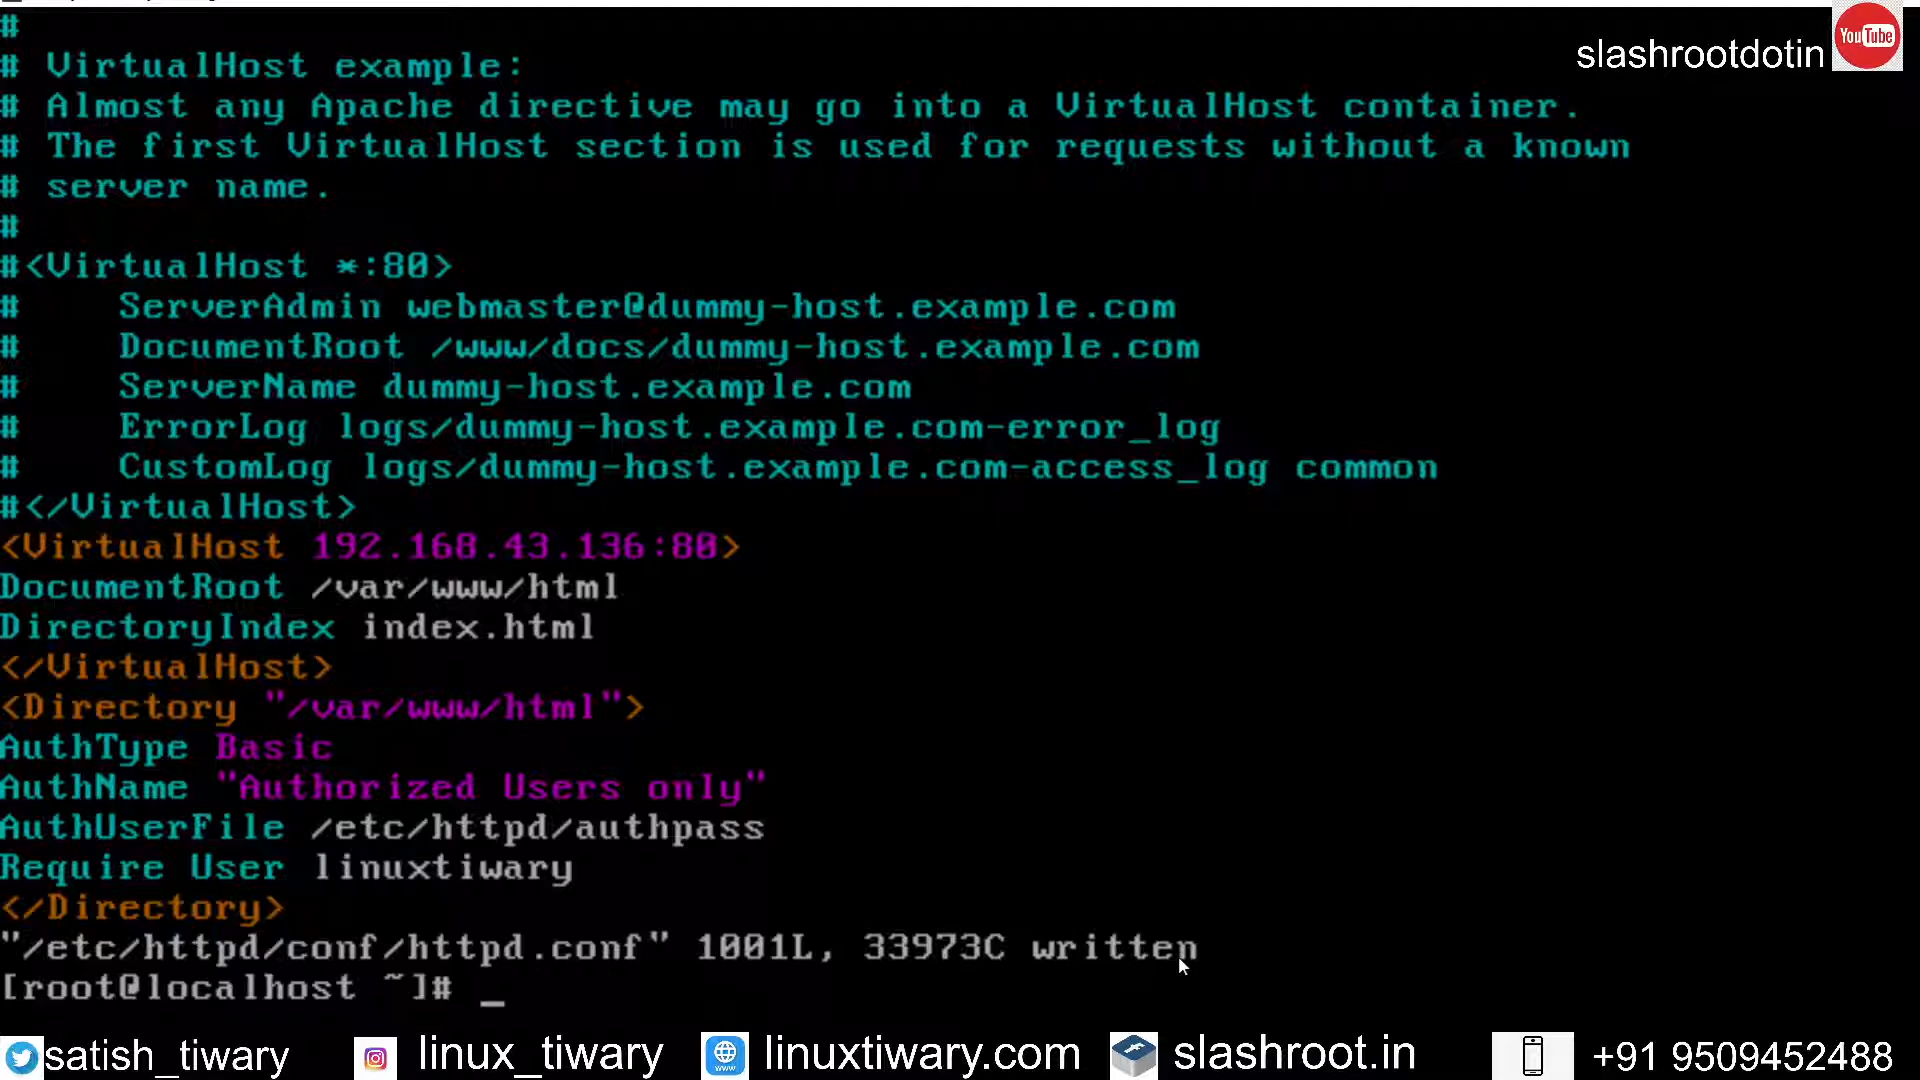 #
slashrootdotin
YouTube
# VirtualHost example:
# Almost any Apache directive may go into a VirtualHost container.
# The first VirtualHost section is used for requests without a known
# server name.
#
#<VirtualHost *:80>
#    ServerAdmin webmaster@dummy-host.example.com
#    DocumentRoot /www/docs/dummy-host.example.com
#    ServerName dummy-host.example.com
#    ErrorLog logs/dummy-host.example.com-error_log
#    CustomLog logs/dummy-host.example.com-access_log common
#</VirtualHost>
<VirtualHost 192.168.43.136:80>
DocumentRoot /var/www/html
DirectoryIndex index.html
</VirtualHost>
<Directory "/var/www/html">
AuthType Basic
AuthName "Authorized Users only"
AuthUserFile /etc/httpd/authpass
Require User linuxtiwary
</Directory>
"/etc/httpd/conf/httpd.conf" 1001L, 33973C written
[root@localhost ~]# _
satish_tiwary linux_tiwary www linuxtiwary.com slashroot.in +91 9509452488